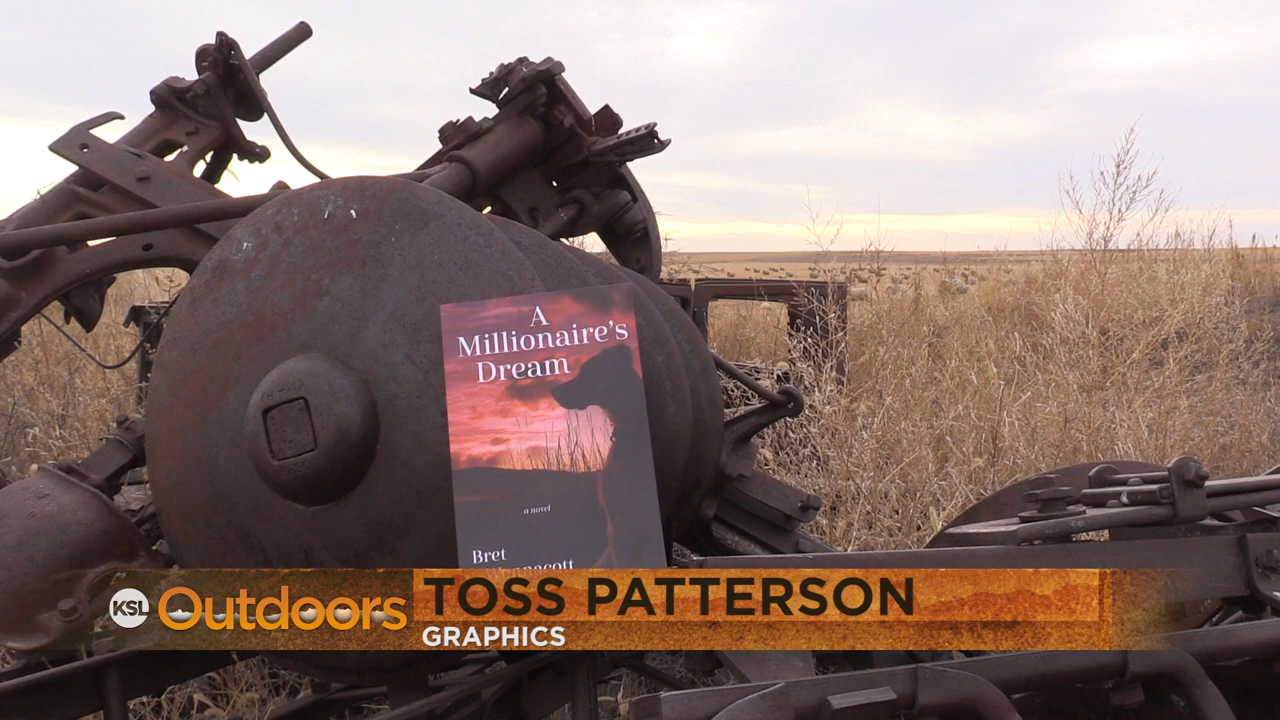 A
Millionaire's
Dream
a novel
Bret
KSL Outdoors
TOSS PATTERSON
GRAPHICS